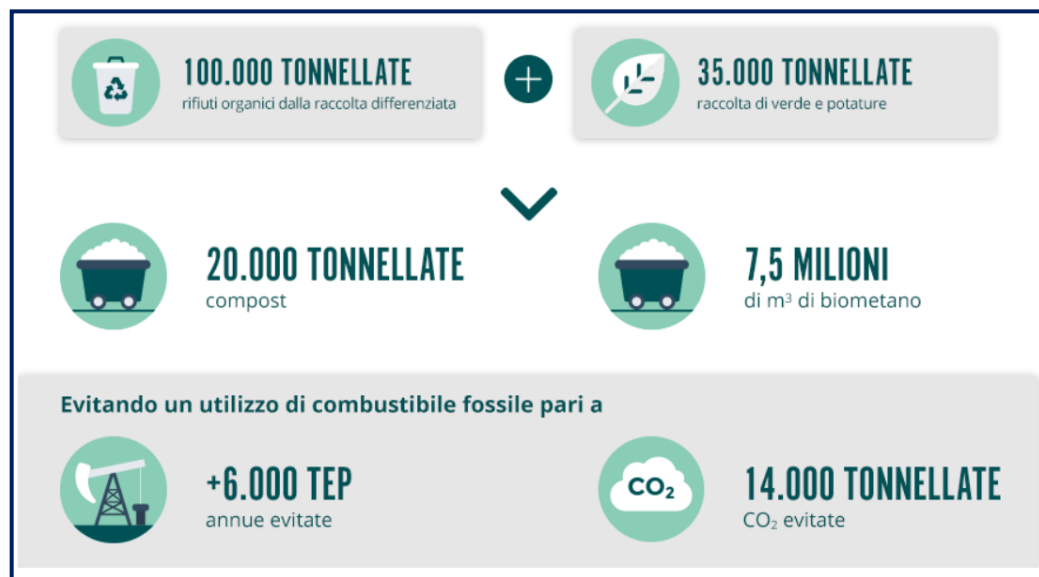 100.000 TONNELLATE
rifiuti organici dalla raccolta differenziata
35.000 TONNELLATE
raccolta di verde e potature
20.000 TONNELLATE
compost
7,5 MILIONI
di m³ di biometano
Evitando un utilizzo di combustibile fossile pari a
+6.000 TEP
annue evitate
CO₂
14.000 TONNELLATE
CO₂ evitate